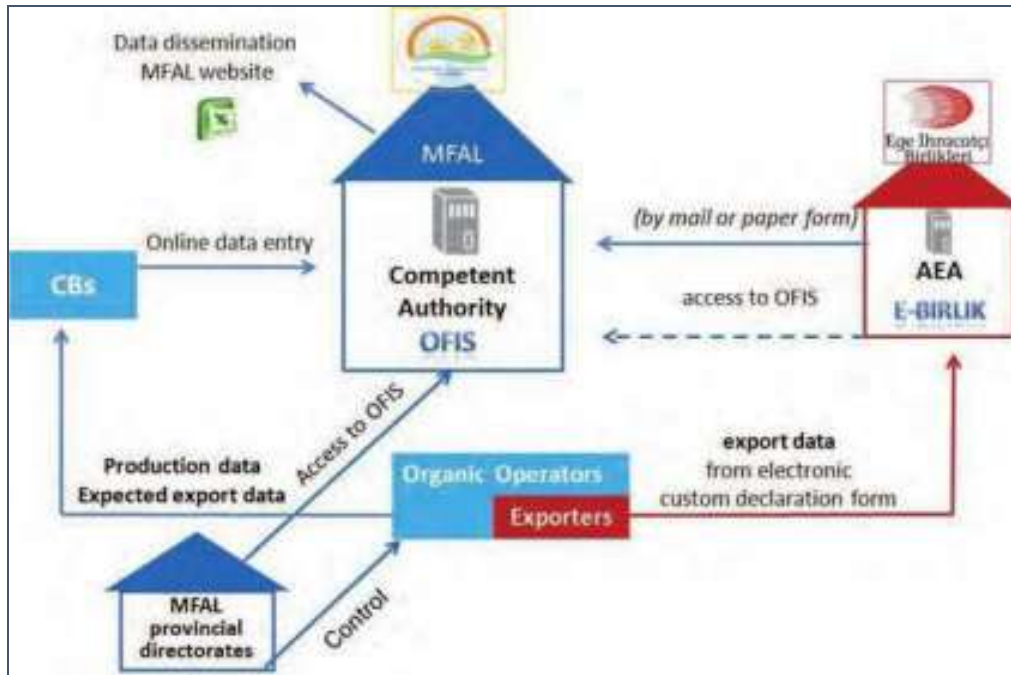 Data dissemination
MFAL website
MFAL
Ege İhracatçı
Birlikleri
Online data entry
CBs
Competent
Authority
OFIS
(by mail or paper form)
AEA
E-BIRLIK
access to OFIS
Access to OFIS
Production data
Expected export data
Organic Operators
Exporters
export data
from electronic
custom declaration form
MFAL
provincial
directorates
Control